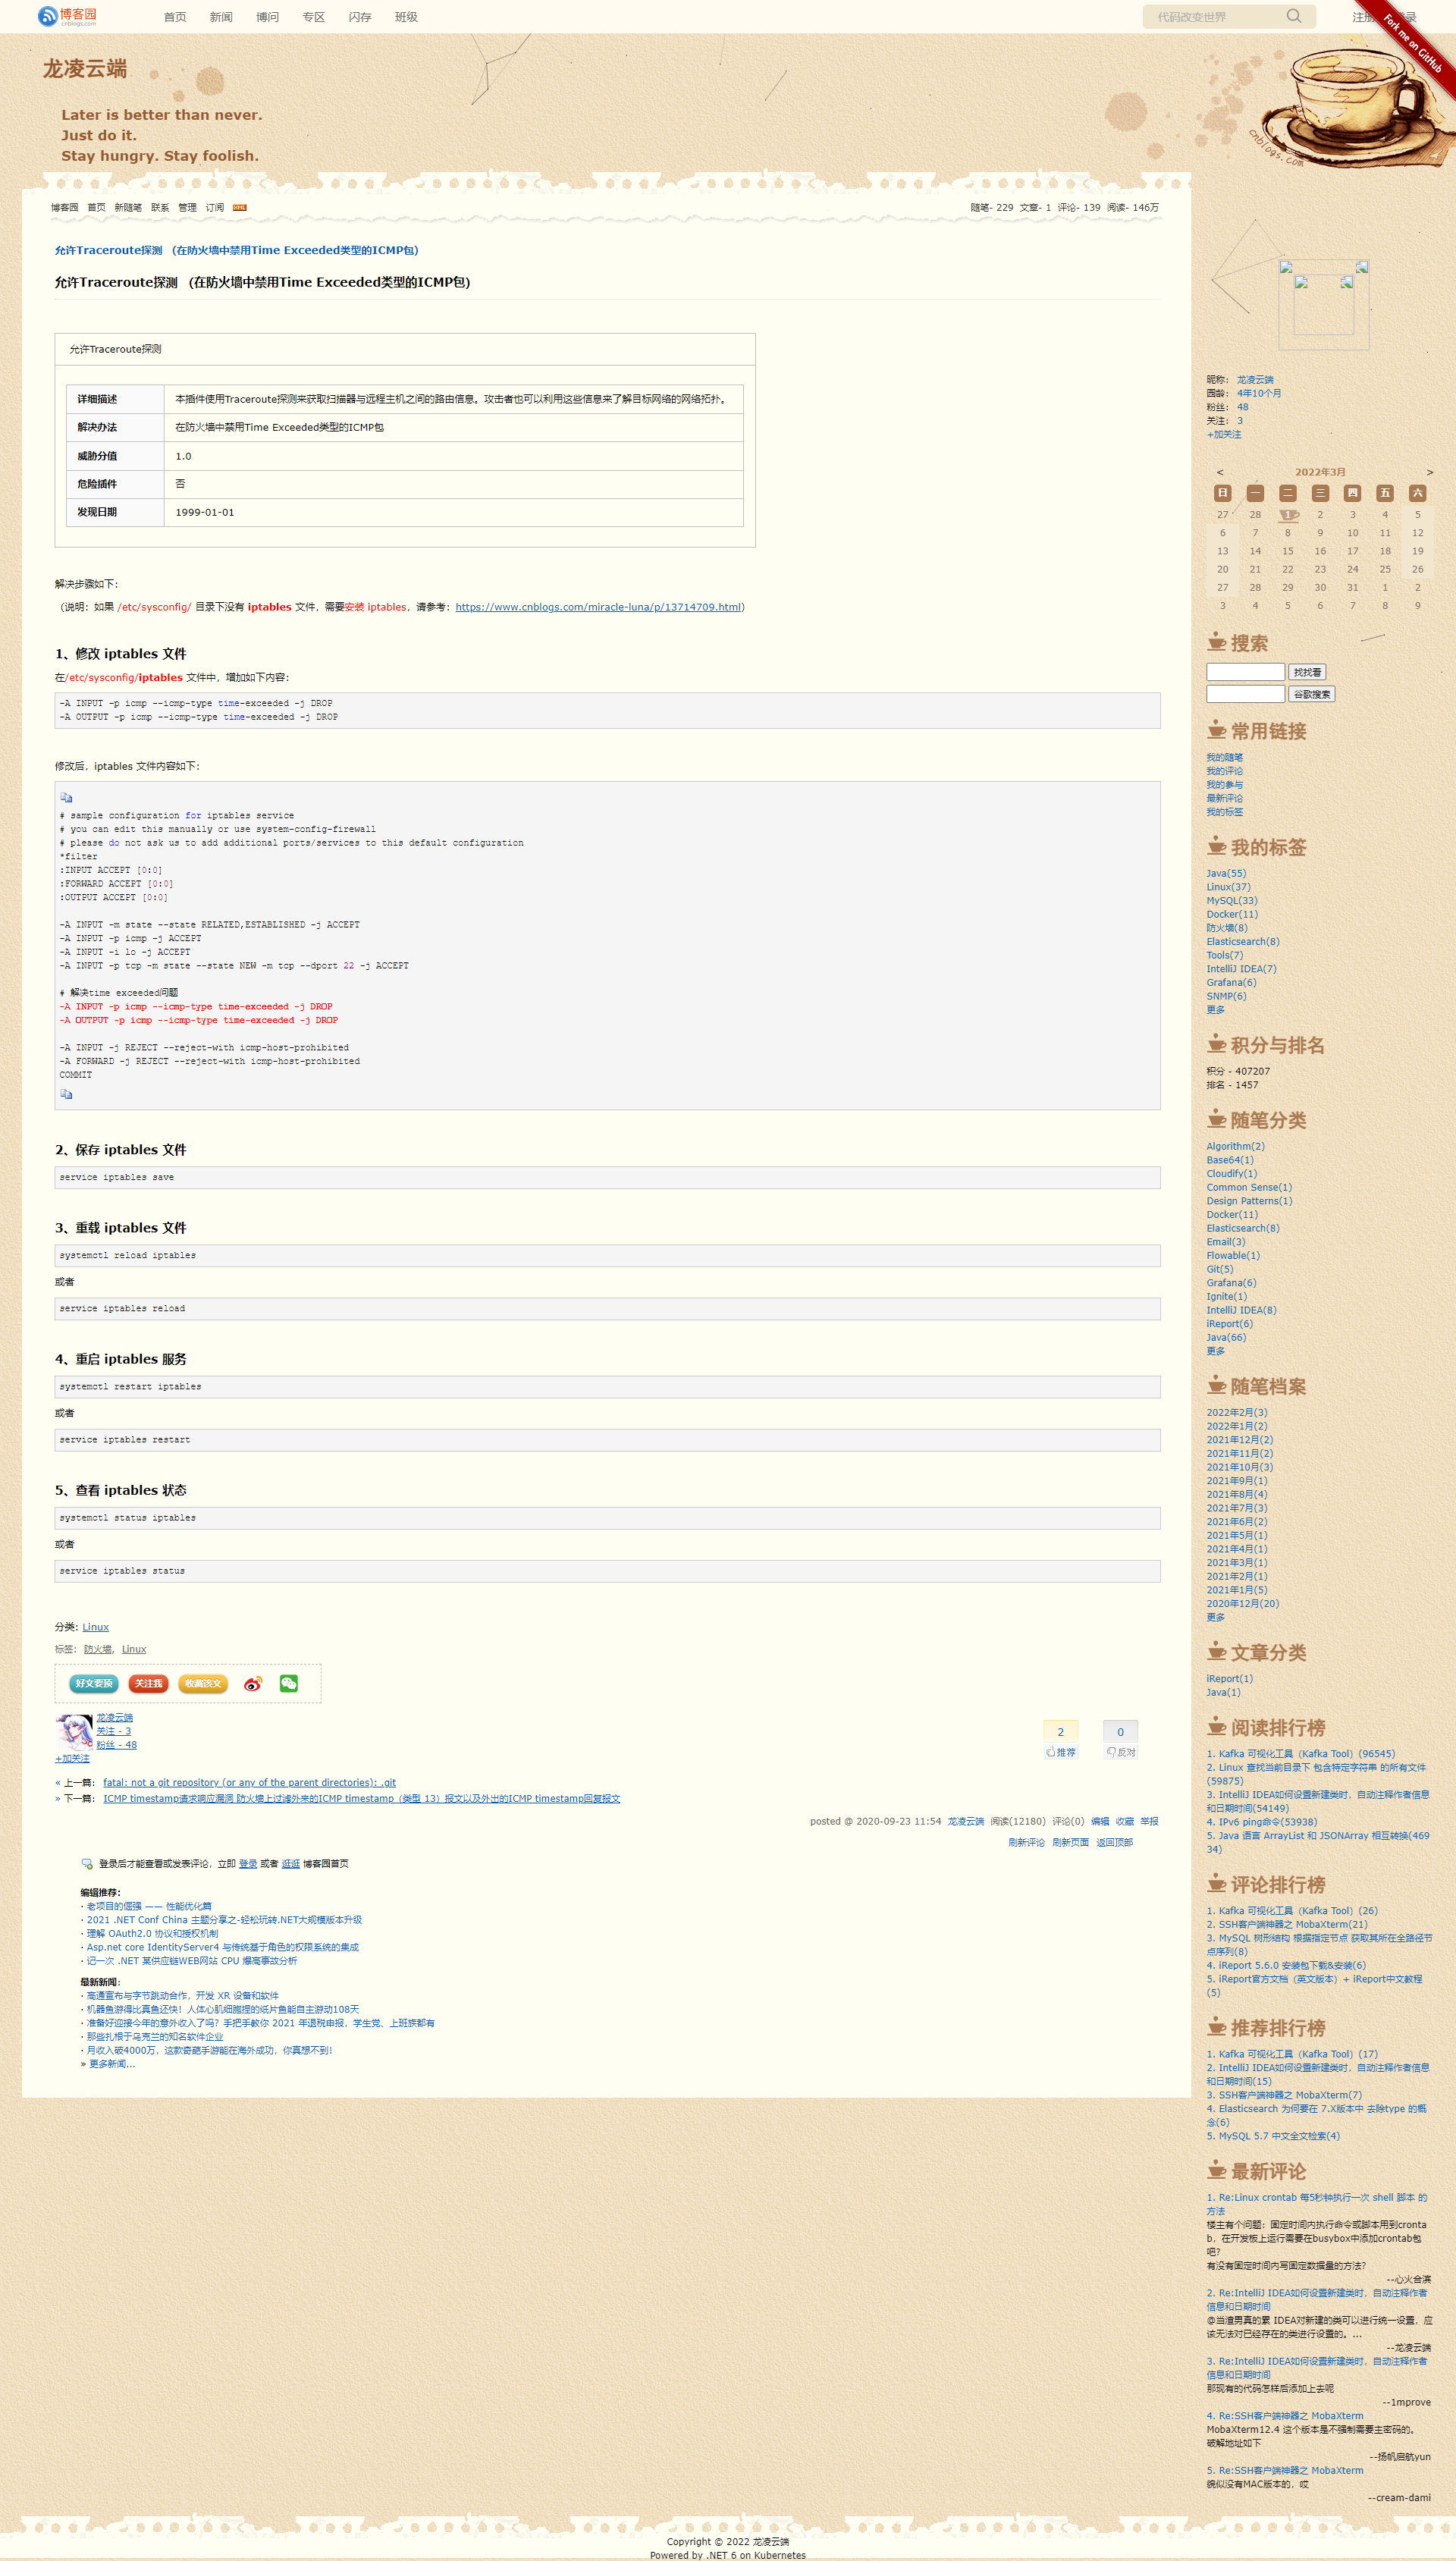 博客园
cnblogs.com
首页 新闻 博问 专区 闪存 班级
代码改变世界
Fork me on GitHub
龙凌云端
Later is better than never.
Just do it.
Stay hungry. Stay foolish.
cnblogs.com
博客园 首页 新随笔 联系 管理 订阅 XML
随笔- 229 文章- 1 评论- 139 阅读- 146万
允许Traceroute探测 （在防火墙中禁用Time Exceeded类型的ICMP包）
允许Traceroute探测 （在防火墙中禁用Time Exceeded类型的ICMP包）
允许Traceroute探测
详细描述 本插件使用Traceroute探测来获取扫描器与远程主机之间的路由信息。攻击者也可以利用这些信息来了解目标网络的网络拓扑。
解决办法 在防火墙中禁用Time Exceeded类型的ICMP包
威胁分值 1.0
危险插件 否
发现日期 1999-01-01
解决步骤如下：
（说明：如果 /etc/sysconfig/ 目录下没有 iptables 文件，需要安装 iptables，请参考：https://www.cnblogs.com/miracle-luna/p/13714709.html）
1、修改 iptables 文件
在/etc/sysconfig/iptables 文件中，增加如下内容：
-A INPUT -p icmp --icmp-type time-exceeded -j DROP
-A OUTPUT -p icmp --icmp-type time-exceeded -j DROP
修改后，iptables 文件内容如下：
# sample configuration for iptables service
# you can edit this manually or use system-config-firewall
# please do not ask us to add additional ports/services to this default configuration
*filter
:INPUT ACCEPT [0:0]
:FORWARD ACCEPT [0:0]
:OUTPUT ACCEPT [0:0]
-A INPUT -m state --state RELATED,ESTABLISHED -j ACCEPT
-A INPUT -p icmp -j ACCEPT
-A INPUT -i lo -j ACCEPT
-A INPUT -p tcp -m state --state NEW -m tcp --dport 22 -j ACCEPT
# 解决time exceeded问题
-A INPUT -p icmp --icmp-type time-exceeded -j DROP
-A OUTPUT -p icmp --icmp-type time-exceeded -j DROP
-A INPUT -j REJECT --reject-with icmp-host-prohibited
-A FORWARD -j REJECT --reject-with icmp-host-prohibited
COMMIT
2、保存 iptables 文件
service iptables save
3、重载 iptables 文件
systemctl reload iptables
或者
service iptables reload
4、重启 iptables 服务
systemctl restart iptables
或者
service iptables restart
5、查看 iptables 状态
systemctl status iptables
或者
service iptables status
分类: Linux
标签: 防火墙, Linux
好文要顶 关注我 收藏该文
龙凌云端
关注 - 3
粉丝 - 48
+加关注
2 0
推荐 反对
« 上一篇： fatal: not a git repository (or any of the parent directories): .git
» 下一篇： ICMP timestamp请求响应漏洞 防火墙上过滤外来的ICMP timestamp（类型 13）报文以及外出的ICMP timestamp回复报文
posted @ 2020-09-23 11:54 龙凌云端 阅读(12180) 评论(0) 编辑 收藏 举报
刷新评论 刷新页面 返回顶部
登录后才能查看或发表评论，立即 登录 或者 逛逛 博客园首页
编辑推荐：
· 老项目的倔强 —— 性能优化篇
· 2021 .NET Conf China 主题分享之-轻松玩转.NET大规模版本升级
· 理解 OAuth2.0 协议和授权机制
· Asp.net core IdentityServer4 与传统基于角色的权限系统的集成
· 记一次 .NET 某供应链WEB网站 CPU 爆高事故分析
最新新闻：
· 高通宣布与字节跳动合作，开发 XR 设备和软件
· 机器鱼游得比真鱼还快！人体心肌细胞捏的纸片鱼能自主游动108天
· 准备好迎接今年的意外收入了吗？手把手教你 2021 年退税申报，学生党、上班族都有
· 那些扎根于乌克兰的知名软件企业
· 月收入破4000万，这款奇葩手游能在海外成功，你真想不到！
» 更多新闻...
昵称： 龙凌云端
园龄： 4年10个月
粉丝： 48
关注： 3
+加关注
< 2022年3月 >
日 一 二 三 四 五 六
27 28 1 2 3 4 5
6 7 8 9 10 11 12
13 14 15 16 17 18 19
20 21 22 23 24 25 26
27 28 29 30 31 1 2
3 4 5 6 7 8 9
搜索
找找看
谷歌搜索
常用链接
我的随笔
我的评论
我的参与
最新评论
我的标签
我的标签
Java(55)
Linux(37)
MySQL(33)
Docker(11)
防火墙(8)
Elasticsearch(8)
Tools(7)
IntelliJ IDEA(7)
Grafana(6)
SNMP(6)
更多
积分与排名
积分 - 407207
排名 - 1457
随笔分类
Algorithm(2)
Base64(1)
Cloudify(1)
Common Sense(1)
Design Patterns(1)
Docker(11)
Elasticsearch(8)
Email(3)
Flowable(1)
Git(5)
Grafana(6)
Ignite(1)
IntelliJ IDEA(8)
iReport(6)
Java(66)
更多
随笔档案
2022年2月(3)
2022年1月(2)
2021年12月(2)
2021年11月(2)
2021年10月(3)
2021年9月(1)
2021年8月(4)
2021年7月(3)
2021年6月(2)
2021年5月(1)
2021年4月(1)
2021年3月(1)
2021年2月(1)
2021年1月(5)
2020年12月(20)
更多
文章分类
iReport(1)
Java(1)
阅读排行榜
1. Kafka 可视化工具（Kafka Tool）(96545)
2. Linux 查找当前目录下 包含特定字符串 的所有文件
(59875)
3. IntelliJ IDEA如何设置新建类时，自动注释作者信息
和日期时间(54149)
4. IPv6 ping命令(53938)
5. Java 语言 ArrayList 和 JSONArray 相互转换(469
34)
评论排行榜
1. Kafka 可视化工具（Kafka Tool）(26)
2. SSH客户端神器之 MobaXterm(21)
3. MySQL 树形结构 根据指定节点 获取其所在全路径节
点序列(8)
4. iReport 5.6.0 安装包下载&安装(6)
5. iReport官方文档（英文版本）+ iReport中文教程
(5)
推荐排行榜
1. Kafka 可视化工具（Kafka Tool）(17)
2. IntelliJ IDEA如何设置新建类时，自动注释作者信息
和日期时间(15)
3. SSH客户端神器之 MobaXterm(7)
4. Elasticsearch 为何要在 7.X版本中 去除type 的概
念(6)
5. MySQL 5.7 中文全文检索(4)
最新评论
1. Re:Linux crontab 每5秒钟执行一次 shell 脚本 的
方法
楼主有个问题：固定时间内执行命令或脚本用到cronta
b，在开发板上运行需要在busybox中添加crontab包
吧？
有没有固定时间内写固定数据量的方法？
--心火合滨
2. Re:IntelliJ IDEA如何设置新建类时，自动注释作者
信息和日期时间
@当渣男真的累 IDEA对新建的类可以进行统一设置，应
该无法对已经存在的类进行设置的。...
--龙凌云端
3. Re:IntelliJ IDEA如何设置新建类时，自动注释作者
信息和日期时间
那现有的代码怎样后添加上去呢
--1mprove
4. Re:SSH客户端神器之 MobaXterm
MobaXterm12.4 这个版本是不强制需要主密码的。
破解地址如下
--扬帆启航yun
5. Re:SSH客户端神器之 MobaXterm
貌似没有MAC版本的，哎
--cream-dami
Copyright © 2022 龙凌云端
Powered by .NET 6 on Kubernetes